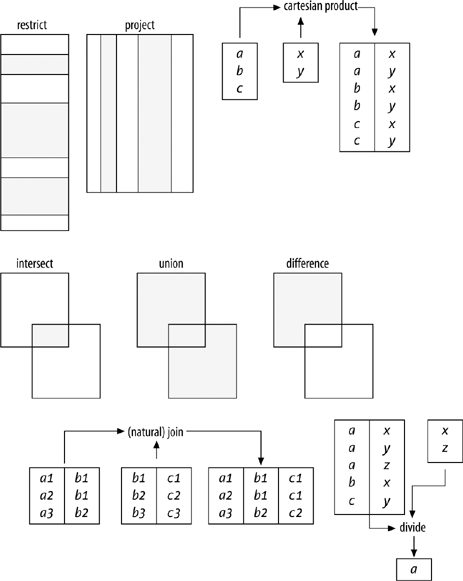 restrict
project
cartesian product
a
b
c
x
y
a x
a y
b x
b y
c x
c y
intersect
union
difference
(natural) join
a1 b1
a2 b1
a3 b2
b1 c1
b2 c2
b3 c3
a1 b1 c1
a2 b1 c1
a3 b2 c2
a x
a y
a z
b x
c y
x
z
divide
a